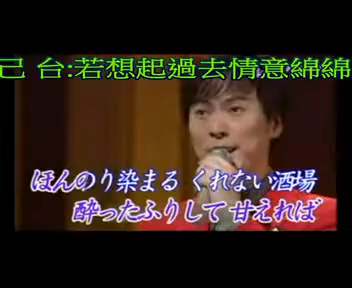 己 台:若想起過去情意綿綿
ほんのり染まる くれない酒場
酔ったふりして 甘えれば